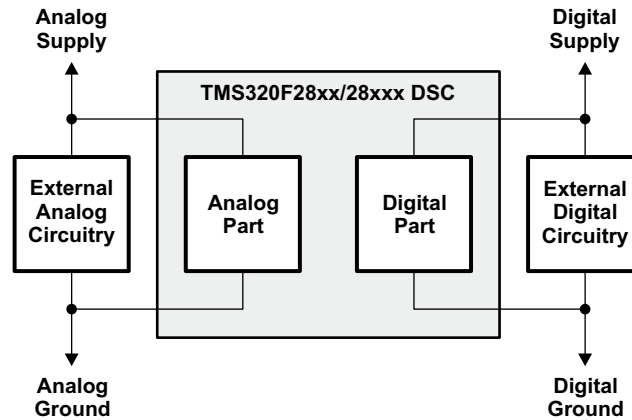 Analog
Supply
Digital
Supply
TMS320F28xx/28xxx DSC
External
Analog
Circuitry
Analog
Part
Digital
Part
External
Digital
Circuitry
Analog
Ground
Digital
Ground